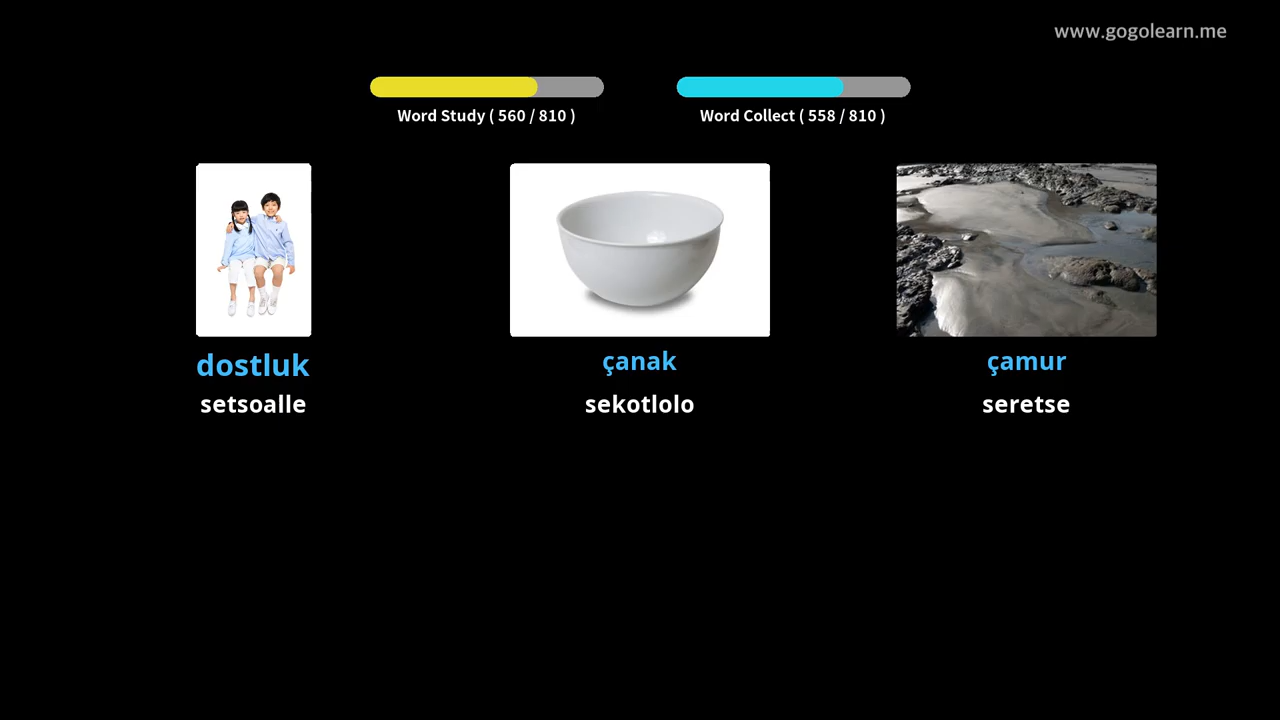 www.gogolearn.me
Word Study ( 560 / 810 )
Word Collect ( 558 / 810 )
dostluk
setsoalle
çanak
sekotlolo
çamur
seretse